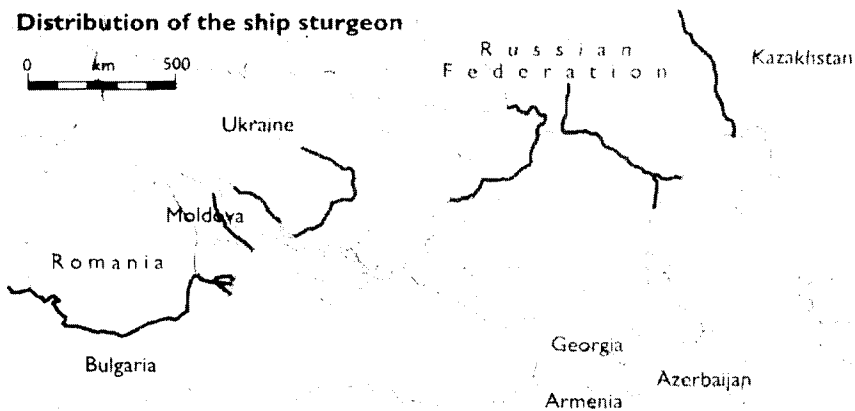 Distribution of the ship sturgeon
0 km 500
Russian
Federation
Kazakhstan
Ukraine
Moldova
Romania
Bulgaria
Georgia
Azerbaijan
Armenia